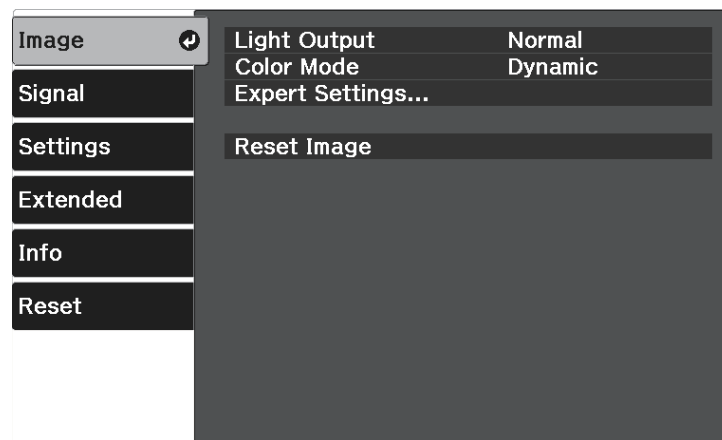 Image
Signal
Settings
Extended
Info
Reset
Light Output Normal
Color Mode Dynamic
Expert Settings...
Reset Image